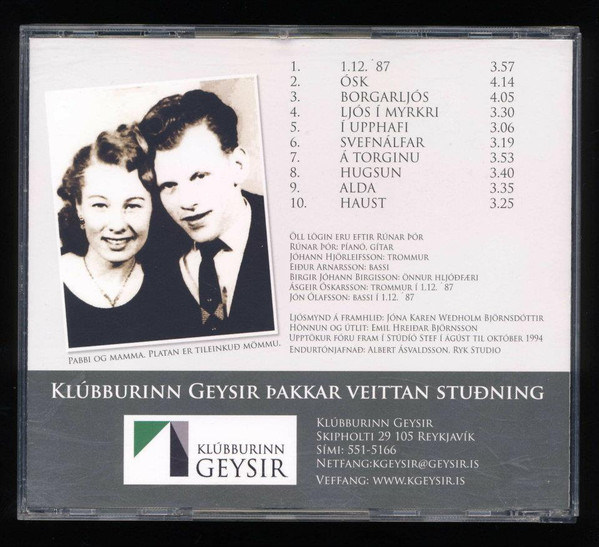 1. 1.12. ´87 3.57
2. ÓSK 4.14
3. BORGARLJÓS 4.05
4. LJÓS Í MYRKRI 3.30
5. Í UPPHAFI 3.06
6. SVEFNÁLFAR 3.19
7. Á TORGINU 3.53
8. HUGSUN 3.40
9. ALDA 3.35
10. HAUST 3.25
ÖLL LÖGIN ERU EFTIR RÚNAR ÞÓR
RÚNAR ÞÓR: PÍANÓ, GÍTAR
JÓHANN HJÖRLEIFSSON: TROMMUR
EIÐUR ARNARSSON: BASSI
BIRGIR JÓHANN BIRGISSON: ÖNNUR HLJÓÐFÆRI
ÁSGEIR ÓSKARSSON: TROMMUR Í 1.12. ´87
JÓN ÓLAFSSON: BASSI Í 1.12. ´87
LJÓSMYND Á FRAMHLIÐ: JÓNA KAREN WEDHOLM BJÖRNSDÓTTIR
HÖNNUN OG ÚTLIT: EMIL HREIÐAR BJÖRNSSON
UPPTÖKUR FÓRU FRAM Í STÚDÍÓ STEF Í ÁGÚST TIL OKTÓBER 1994
ENDURTÓNJAFNAÐ: ALBERT ÁSVALDSSON. RYK STUDIO
PABBI OG MAMMA. PLATAN ER TILEINKUÐ MÖMMU.
KLÚBBURINN GEYSIR ÞAKKAR VEITTAN STUÐNING
KLÚBBURINN
GEYSIR
KLÚBBURINN GEYSIR
SKIPHOLTI 29 105 REYKJAVÍK
SÍMI: 551-5166
NETFANG:KGEYSIR@GEYSIR.IS
VEFFANG: WWW.KGEYSIR.IS